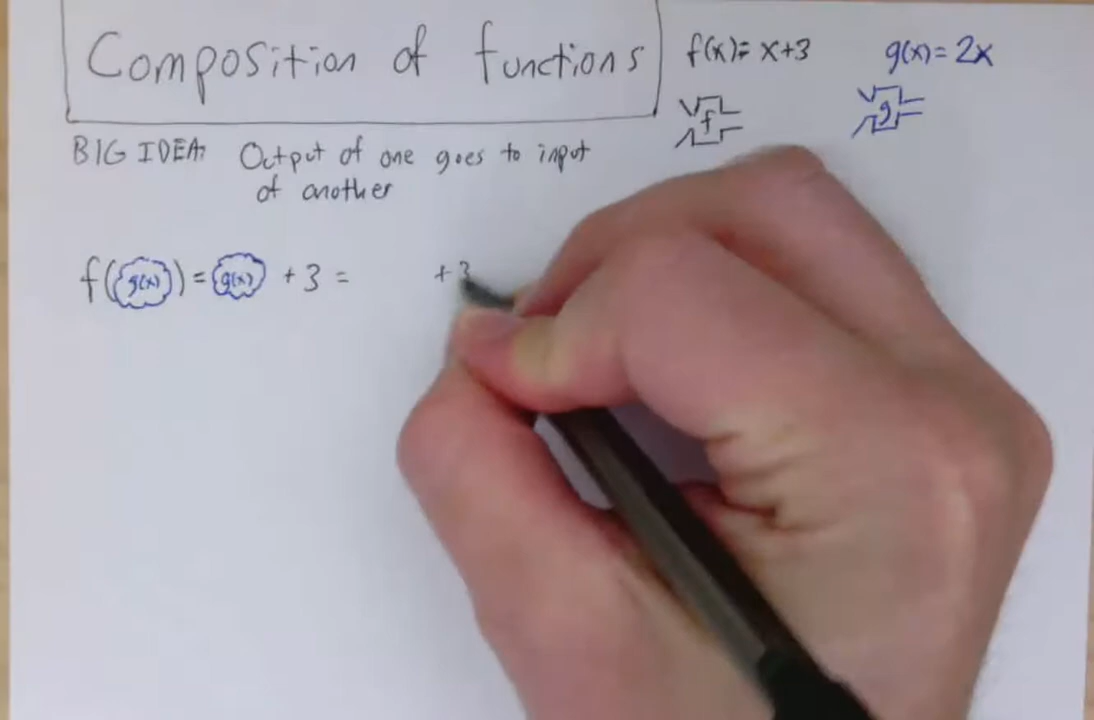 Composition of functions
f(x) = x+3
g(x) = 2x
f
g
BIG IDEA: Output of one goes to input
of another
f(g(x)) = g(x) + 3 = +3